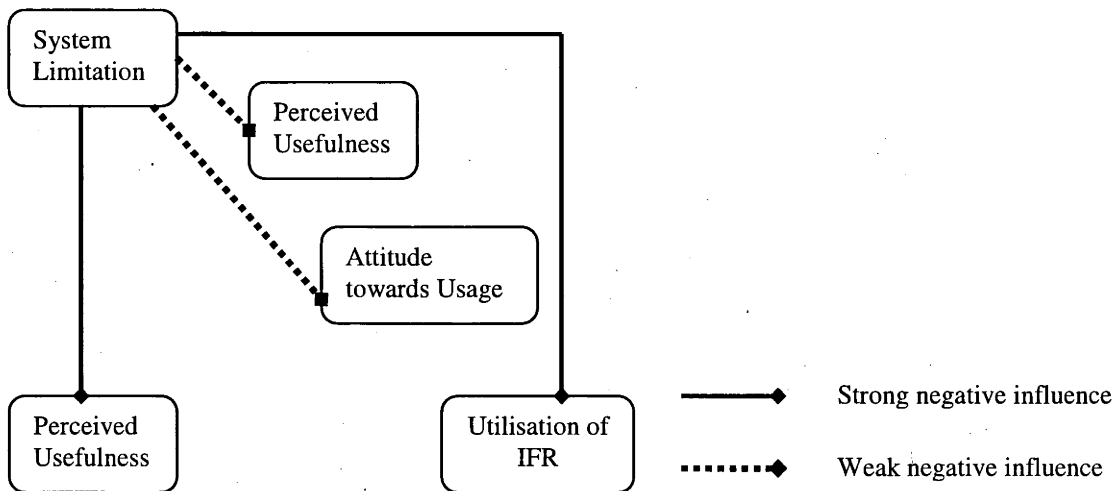 System
Limitation
Perceived
Usefulness
Attitude
towards Usage
Perceived
Usefulness
Utilisation of
IFR
Strong negative influence
Weak negative influence